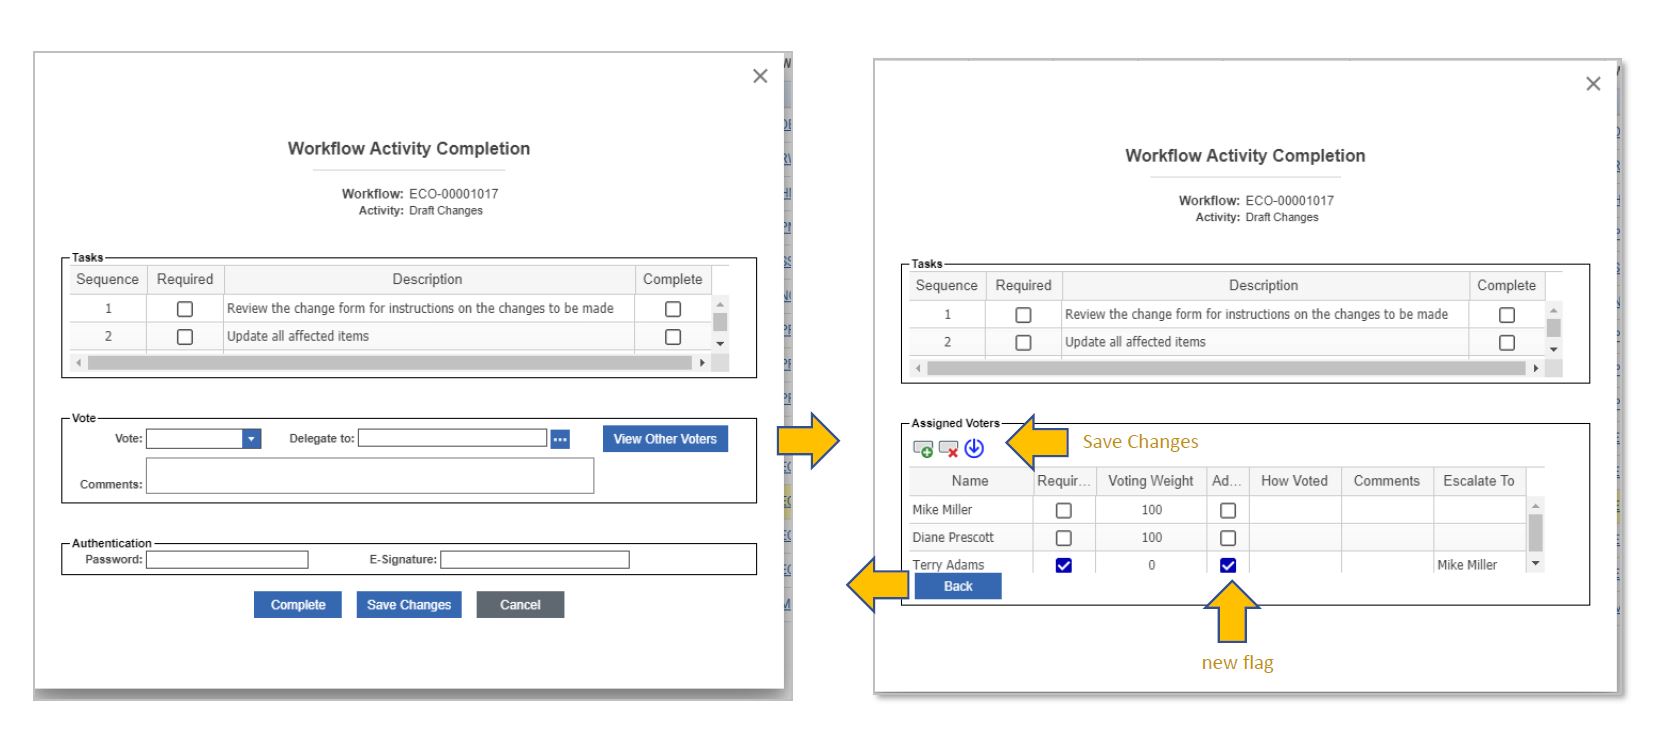 Workflow Activity Completion
Workflow: ECO-00001017
Activity: Draft Changes
Tasks
Sequence Required Description Complete
1 Review the change form for instructions on the changes to be made
2 Update all affected items
Vote
Vote: Delegate to: View Other Voters
Comments:
Authentication
Password: E-Signature:
Complete Save Changes Cancel
Workflow Activity Completion
Workflow: ECO-00001017
Activity: Draft Changes
Tasks
Sequence Required Description Complete
1 Review the change form for instructions on the changes to be made
2 Update all affected items
Assigned Voters
Save Changes
Name Requir... Voting Weight Ad... How Voted Comments Escalate To
Mike Miller 100
Diane Prescott 100
Terry Adams 0 Mike Miller
Back
new flag